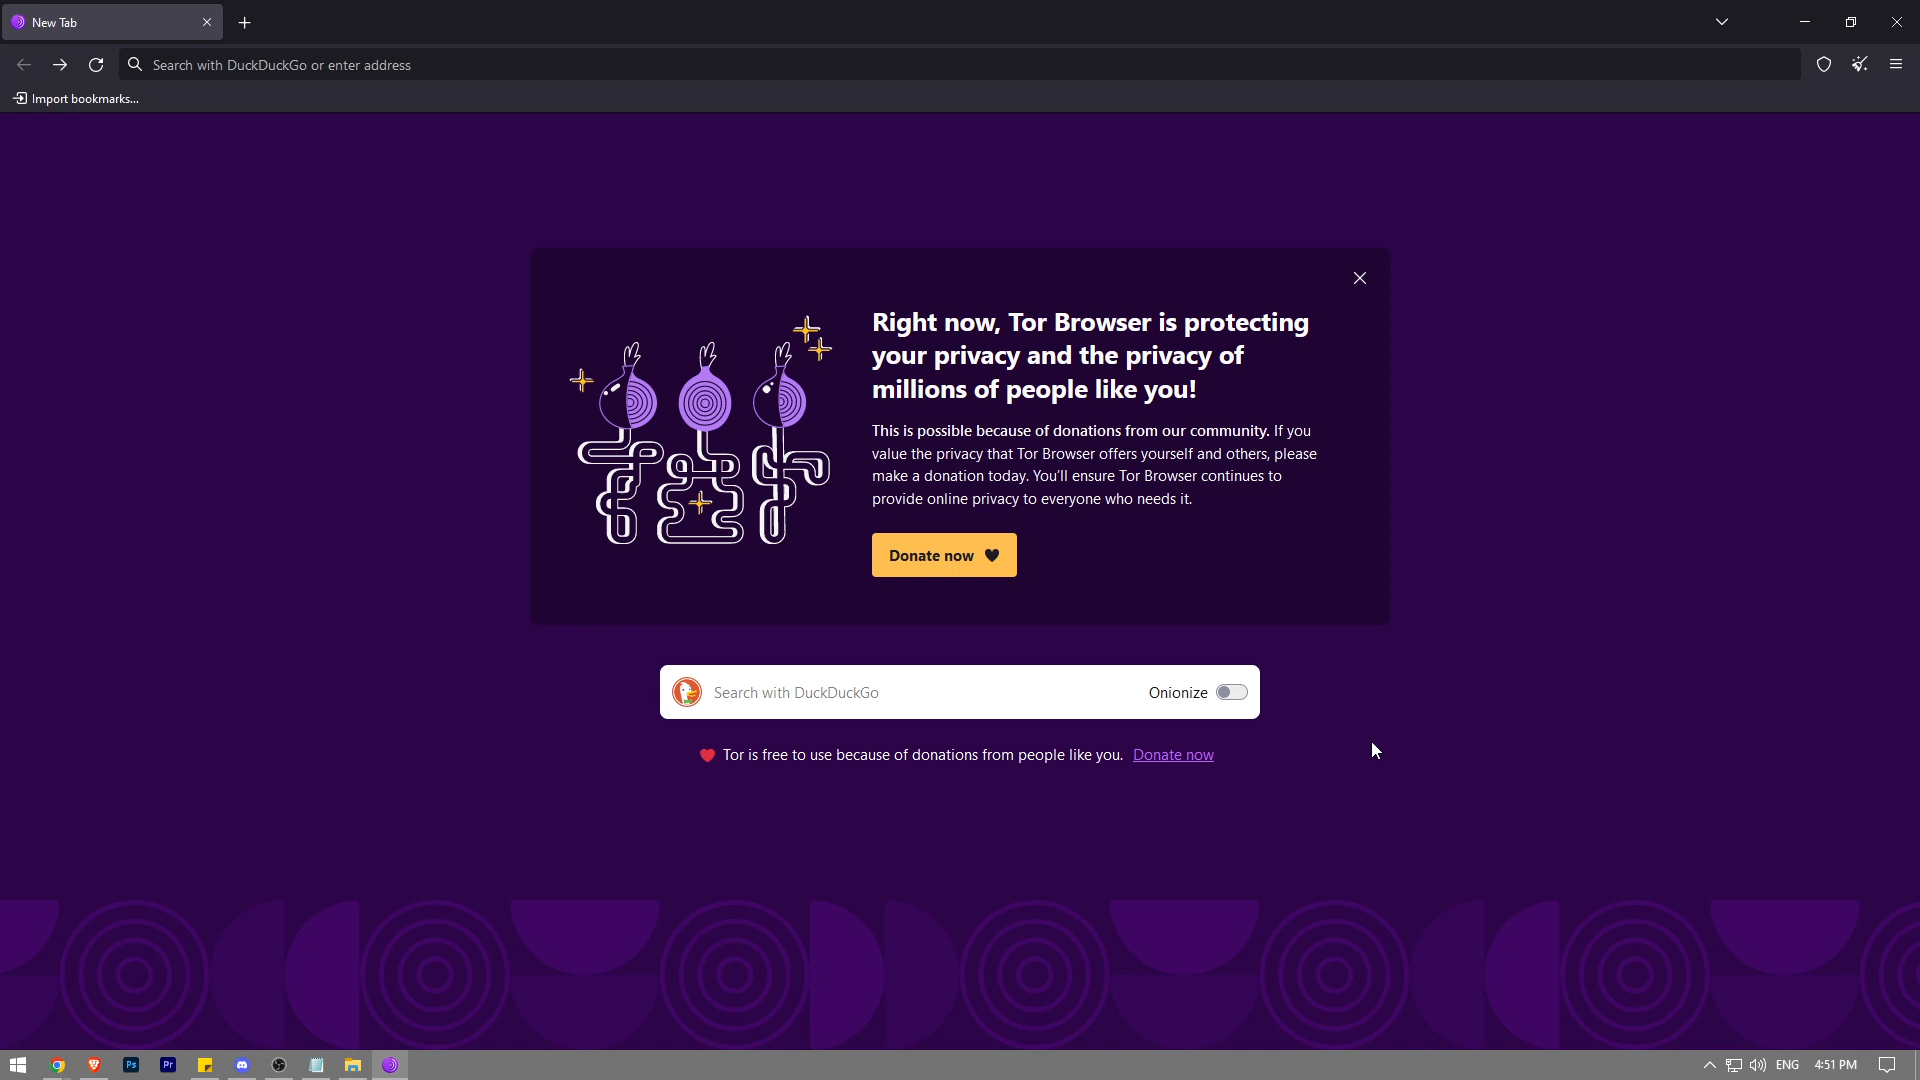 New Tab
Search with DuckDuckGo or enter address
Import bookmarks...
Right now, Tor Browser is protecting
your privacy and the privacy of
millions of people like you!
This is possible because of donations from our community. If you
value the privacy that Tor Browser offers yourself and others, please
make a donation today. You'll ensure Tor Browser continues to
provide online privacy to everyone who needs it.
Donate now
Search with DuckDuckGo Onionize
Tor is free to use because of donations from people like you. Donate now
Ps Pr ENG 4:51 PM